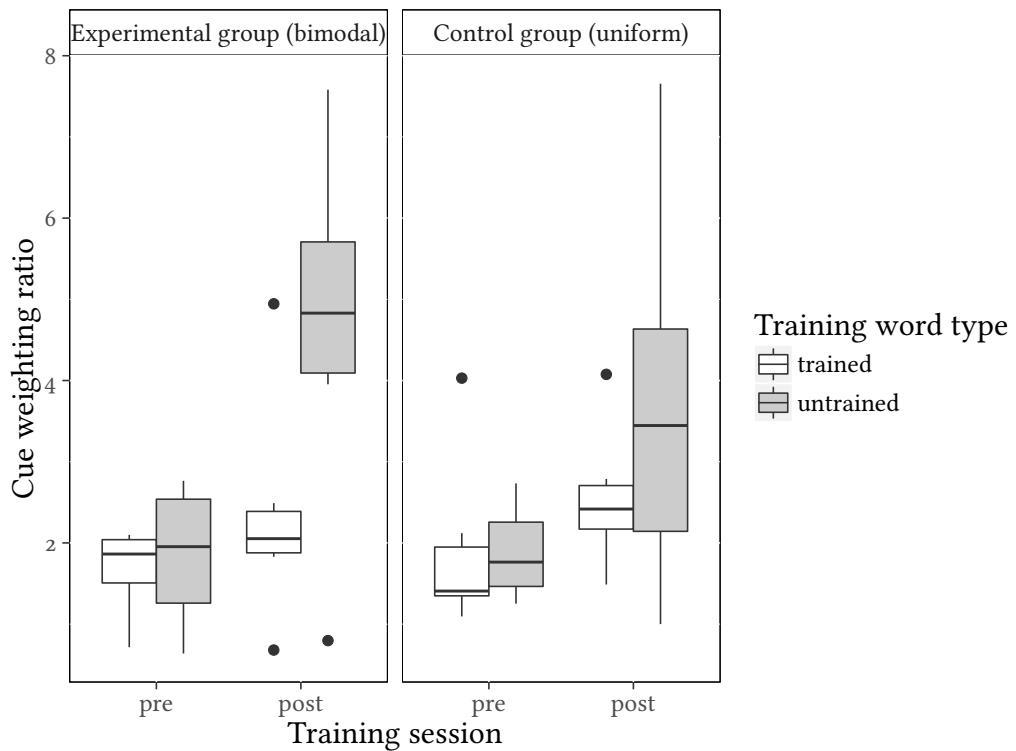 Experimental group (bimodal)
Control group (uniform)
8
6
4
2
Cue weighting ratio
pre
post
pre
post
Training session
Training word type
trained
untrained